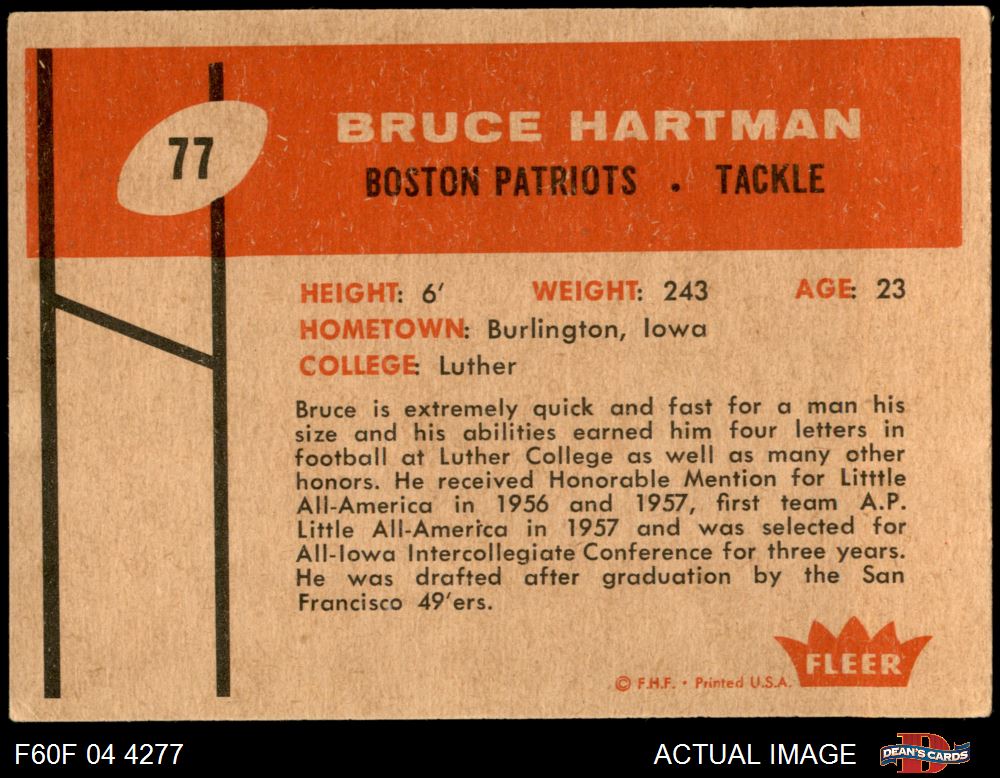 77
BRUCE HARTMAN
BOSTON PATRIOTS . TACKLE
HEIGHT: 6' WEIGHT: 243 AGE: 23
HOMETOWN: Burlington, Iowa
COLLEGE: Luther
Bruce is extremely quick and fast for a man his
size and his abilities earned him four letters in
football at Luther College as well as many other
honors. He received Honorable Mention for Litttle
All-America in 1956 and 1957, first team A.P.
Little All-America in 1957 and was selected for
All-Iowa Intercollegiate Conference for three years.
He was drafted after graduation by the San
Francisco 49'ers.
FLEER
© F.H.F. • Printed U.S.A.
F60F 04 4277
ACTUAL IMAGE
DEAN'S CARDS